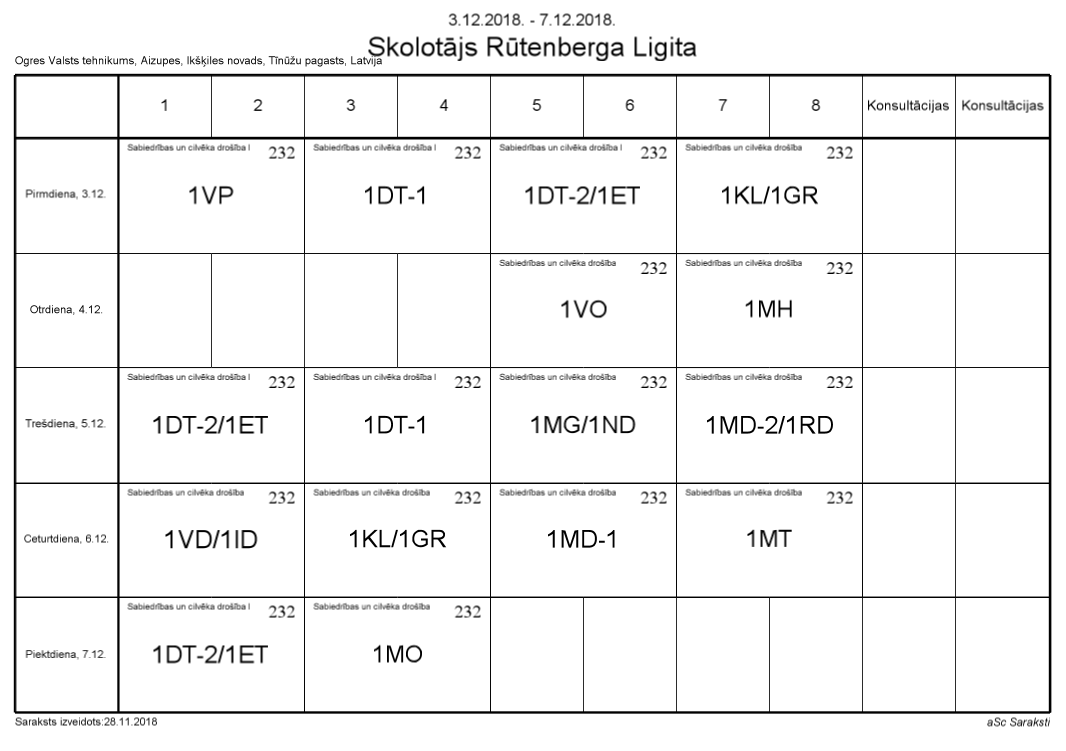 3.12.2018. - 7.12.2018.
Skolotājs Rūtenberga Ligita
Ogres Valsts tehnikums, Aizupes, Ikšķiles novads, Tīnūžu pagasts, Latvija
1 2 3 4 5 6 7 8 Konsultācijas Konsultācijas
Sabiedrības un cilvēka drošība I 232 Sabiedrības un cilvēka drošība I 232 Sabiedrības un cilvēka drošība I 232 Sabiedrības un cilvēka drošība 232
Pirmdiena, 3.12. 1VP 1DT-1 1DT-2/1ET 1KL/1GR
Sabiedrības un cilvēka drošība 232 Sabiedrības un cilvēka drošība 232
Otrdiena, 4.12. 1VO 1MH
Sabiedrības un cilvēka drošība I 232 Sabiedrības un cilvēka drošība I 232 Sabiedrības un cilvēka drošība 232 Sabiedrības un cilvēka drošība 232
Trešdiena, 5.12. 1DT-2/1ET 1DT-1 1MG/1ND 1MD-2/1RD
Sabiedrības un cilvēka drošība 232 Sabiedrības un cilvēka drošība 232 Sabiedrības un cilvēka drošība 232 Sabiedrības un cilvēka drošība 232
Ceturtdiena, 6.12. 1VD/1ID 1KL/1GR 1MD-1 1MT
Sabiedrības un cilvēka drošība I 232 Sabiedrības un cilvēka drošība 232
Piektdiena, 7.12. 1DT-2/1ET 1MO
Saraksts izveidots:28.11.2018 aSc Saraksti